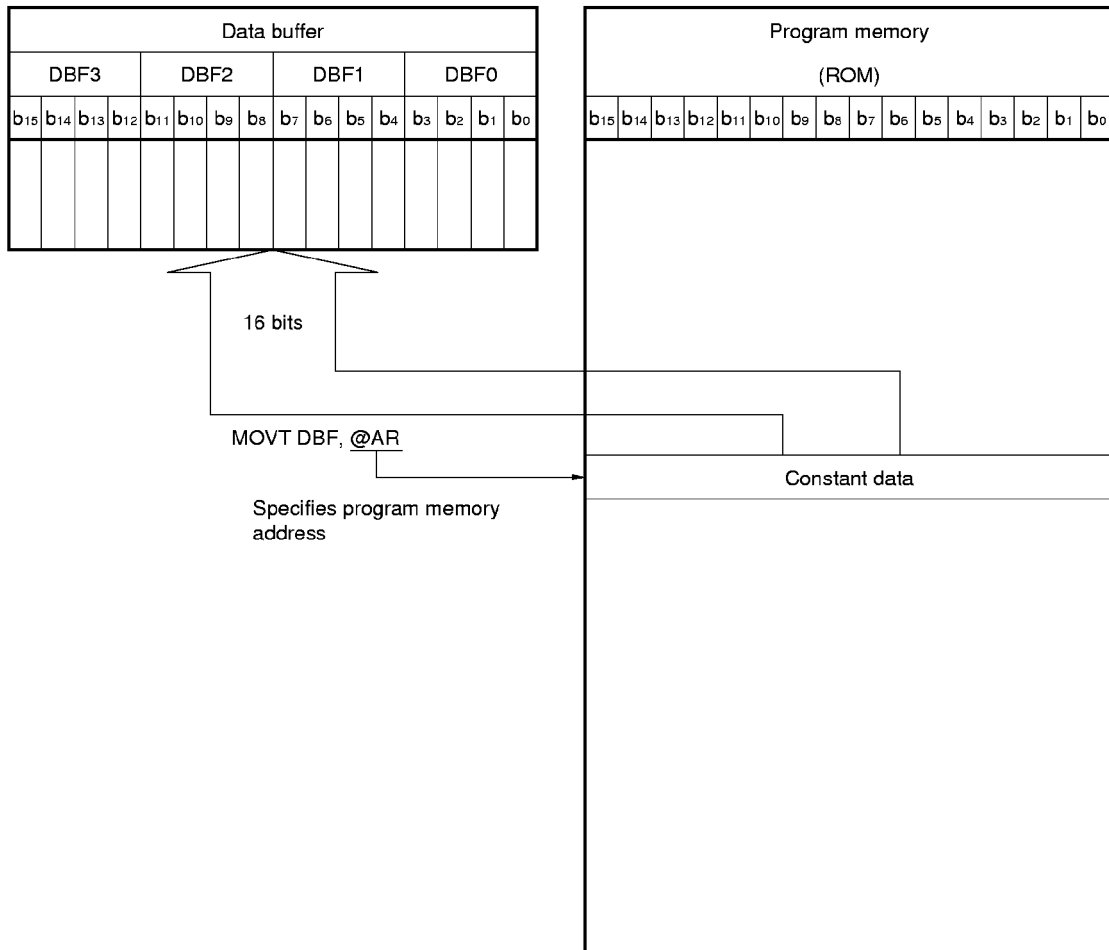 Data buffer
DBF3 DBF2 DBF1 DBF0
b15 b14 b13 b12 b11 b10 b9 b8 b7 b6 b5 b4 b3 b2 b1 b0
Program memory
(ROM)
b15 b14 b13 b12 b11 b10 b9 b8 b7 b6 b5 b4 b3 b2 b1 b0
16 bits
MOVT DBF, @AR
Specifies program memory
address
Constant data